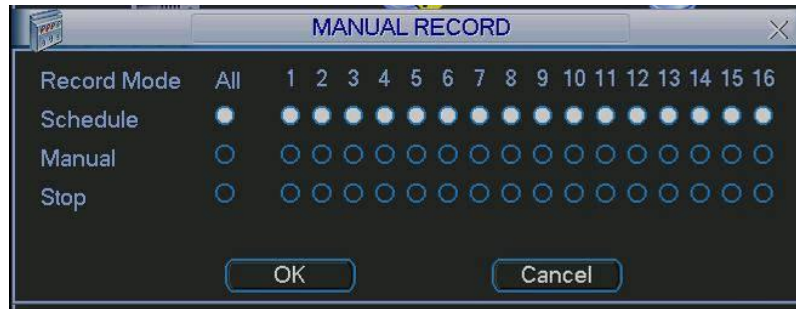 MANUAL RECORD
Record Mode All 1 2 3 4 5 6 7 8 9 10 11 12 13 14 15 16
Schedule
Manual
Stop
OK Cancel